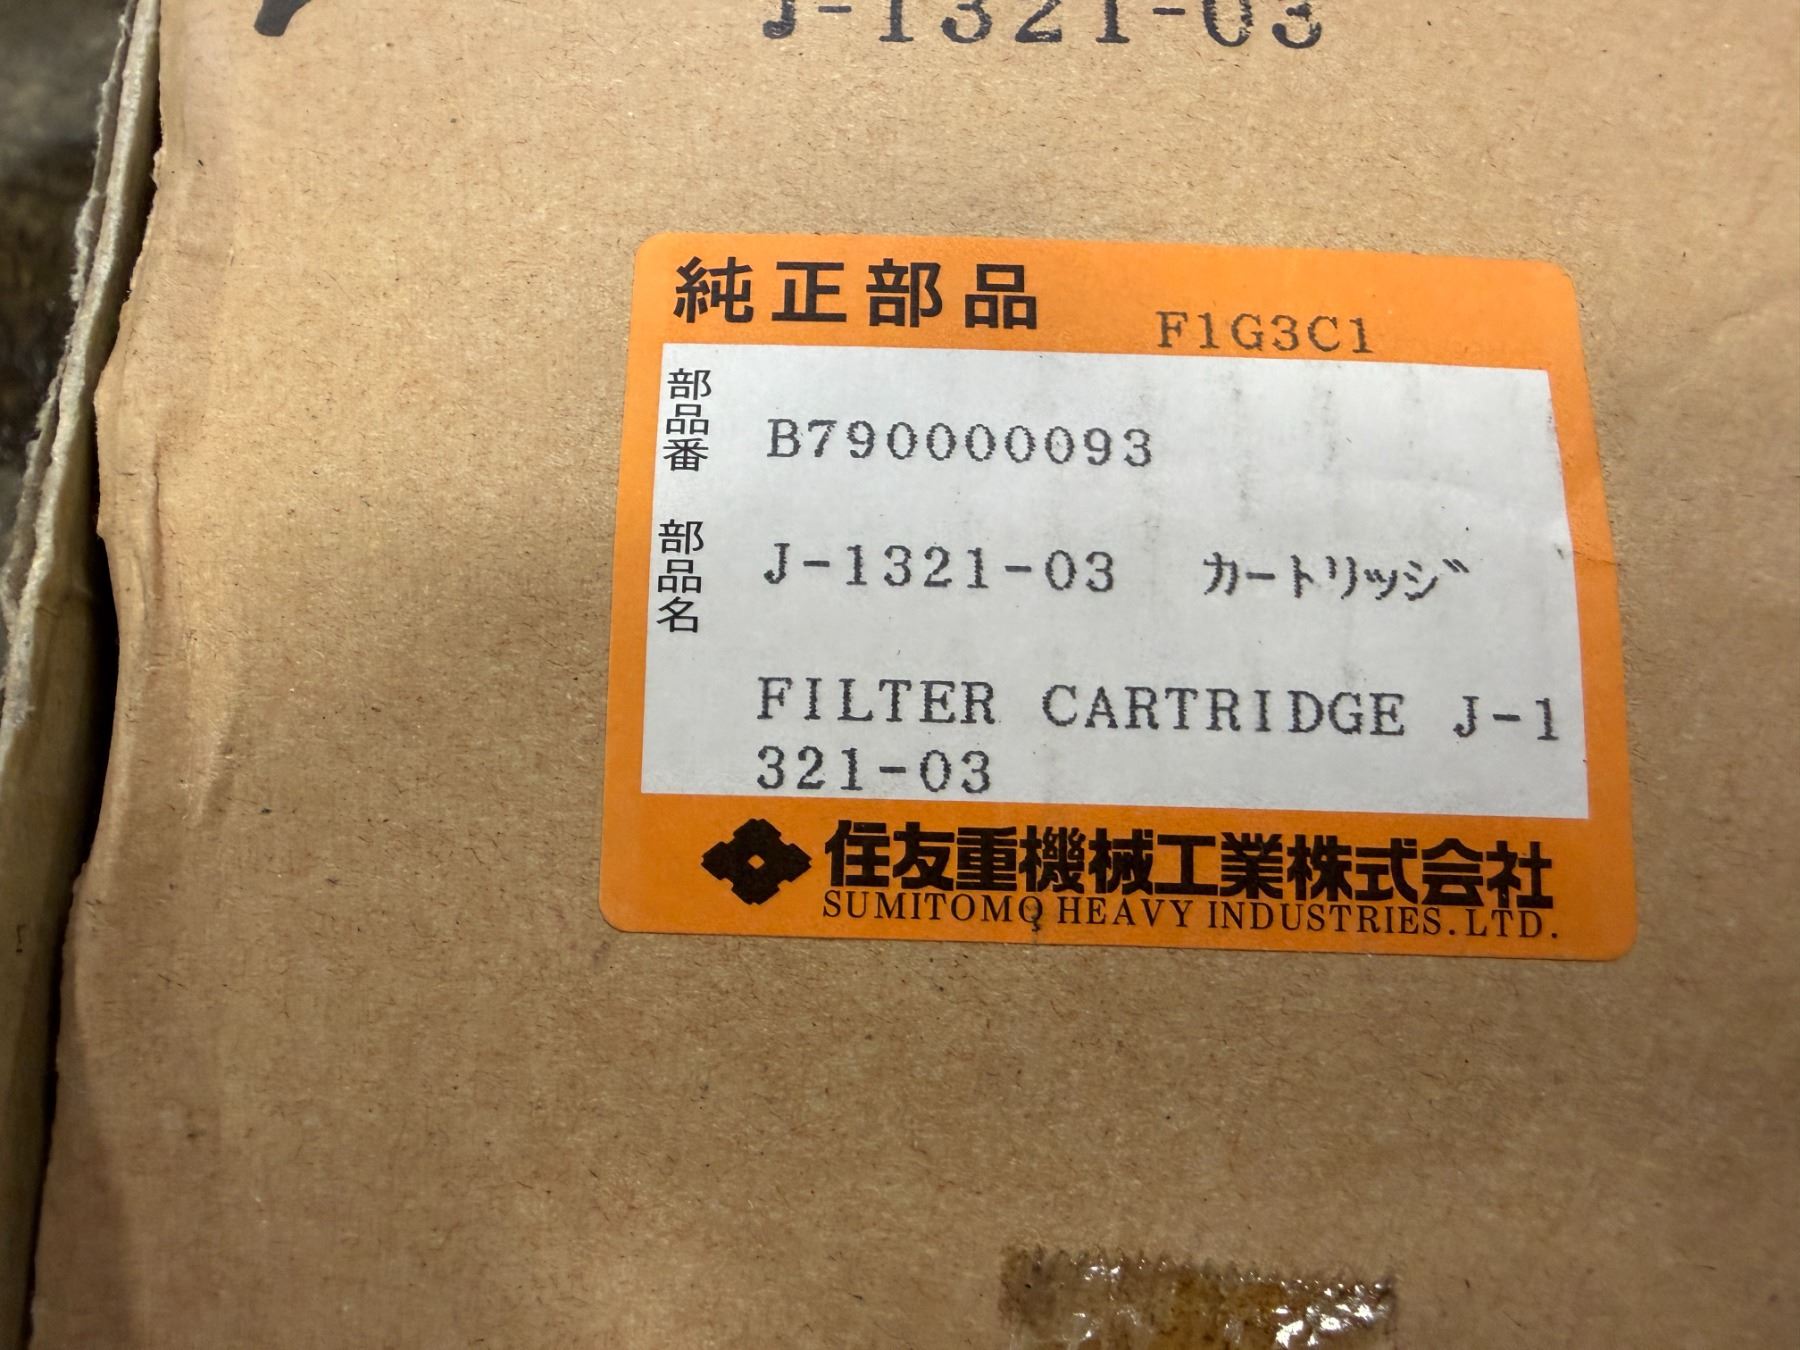 J-1321-03
純正部品 F1G3C1
部品番 B790000093
部品名 J-1321-03 カートリッジ
FILTER CARTRIDGE J-1
321-03
住友重機械工業株式会社
SUMITOMO HEAVY INDUSTRIES.LTD.